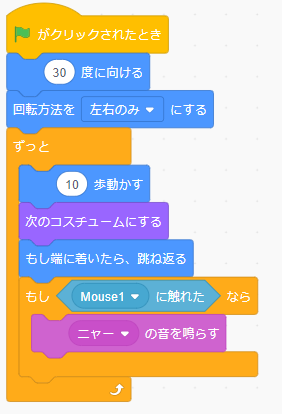 がクリックされたとき
30 度に向ける
回転方法を 左右のみ にする
ずっと
10 歩動かす
次のコスチュームにする
もし端に着いたら、跳ね返る
もし Mouse1 に触れた なら
ニャー の音を鳴らす